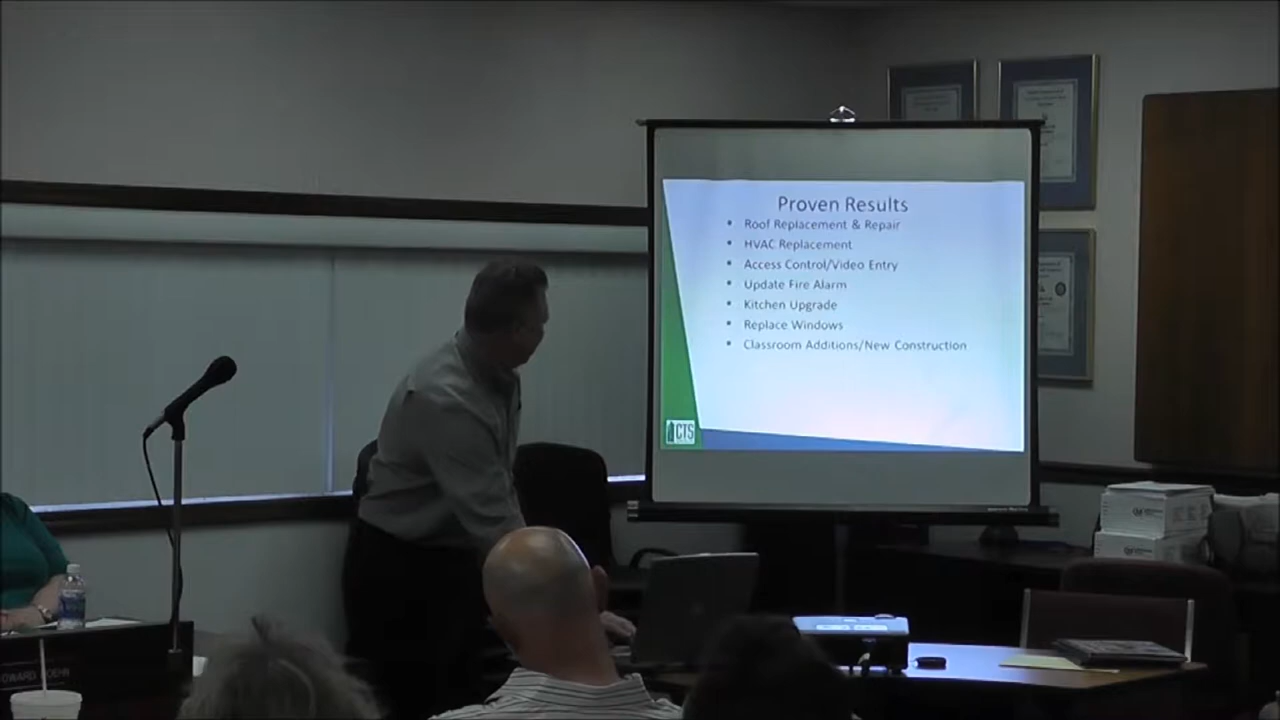 Proven Results
• Roof Replacement & Repair
• HVAC Replacement
• Access Control/Video Entry
• Update Fire Alarm
• Kitchen Upgrade
• Replace Windows
• Classroom Additions/New Construction
CTS